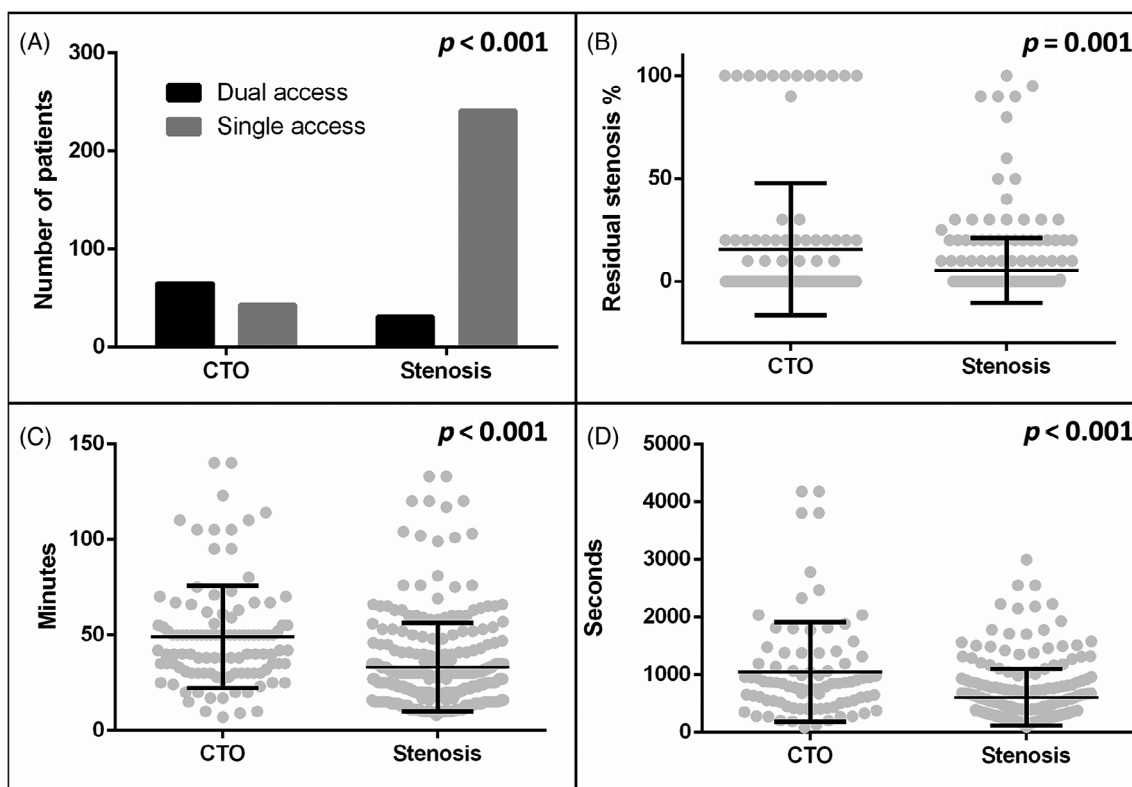 (A)
p < 0.001
Number of patients
300
200
100
0
Dual access
Single access
CTO
Stenosis
(B)
p = 0.001
Residual stenosis %
100
50
0
CTO
Stenosis
(C)
p < 0.001
Minutes
150
100
50
0
CTO
Stenosis
(D)
p < 0.001
Seconds
5000
4000
3000
2000
1000
0
CTO
Stenosis